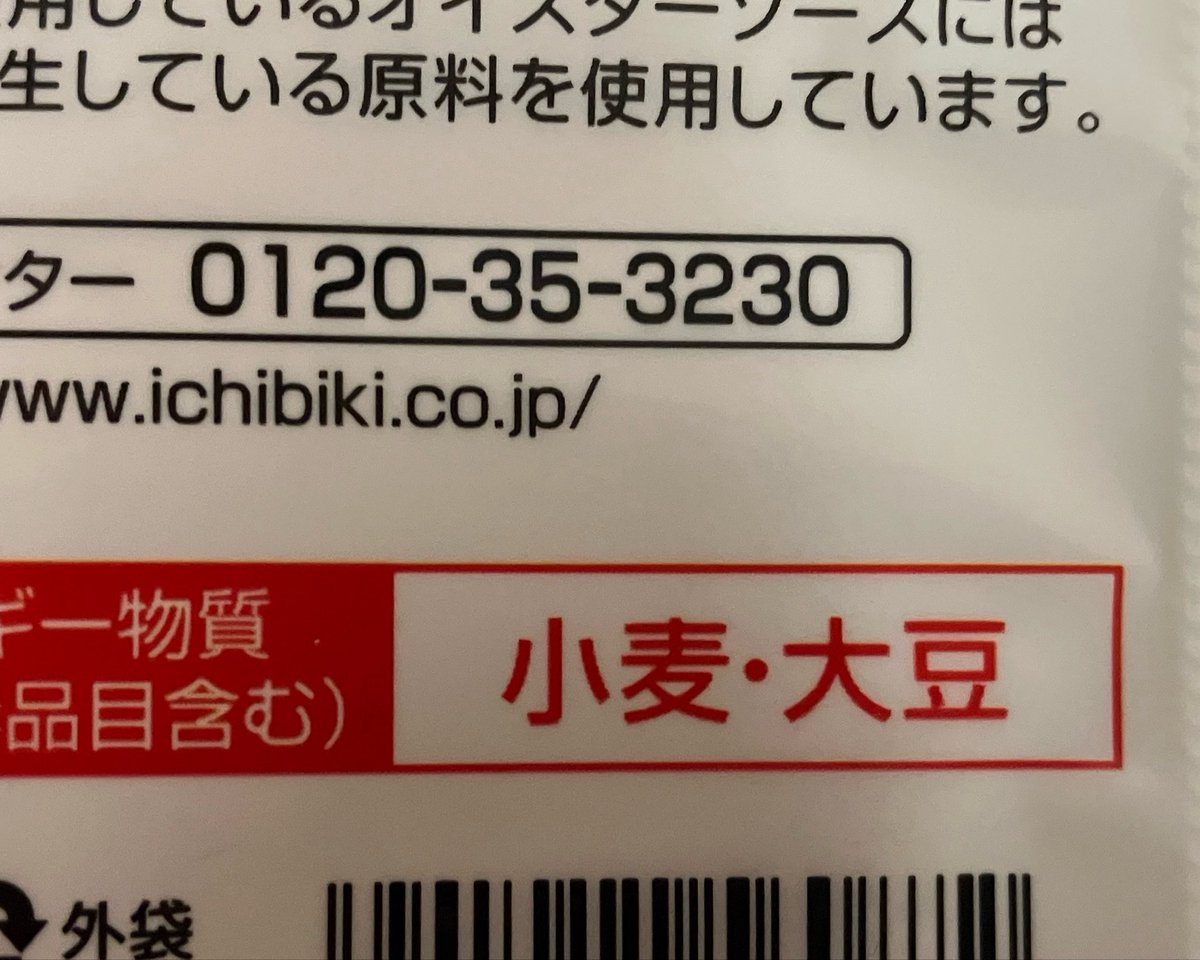 用しているオイスターソースには
生している原料を使用しています。
ター 0120-35-3230
www.ichibiki.co.jp/
ギー物質
品目含む)
小麦・大豆
外袋